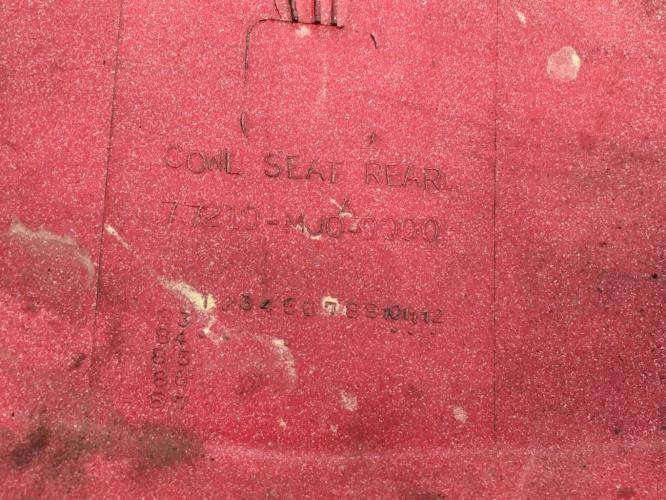 COWL SEAT REAR
77210-MJ0-0000
1 2 3 4 5 6 7 8 9 10 11 12